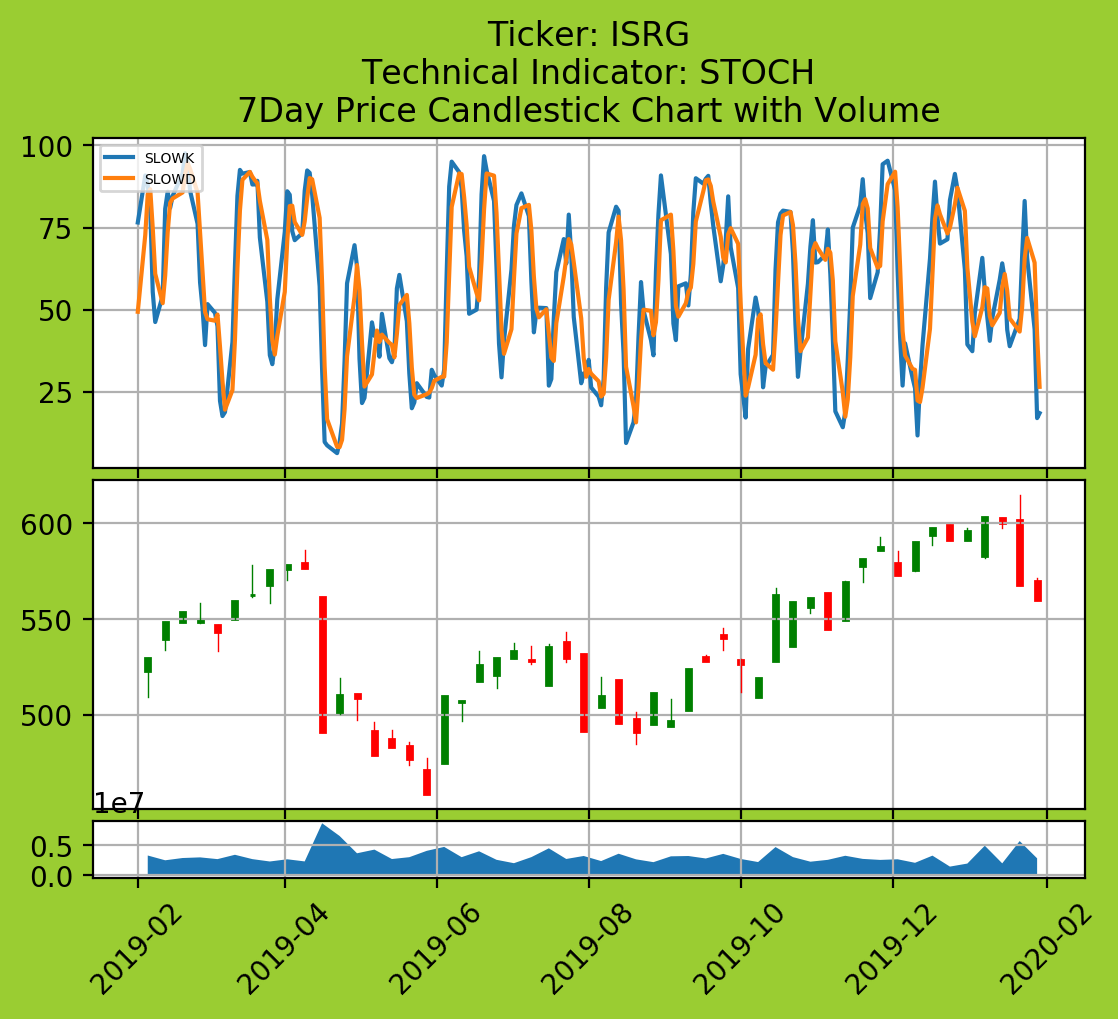 Ticker: ISRG
Technical Indicator: STOCH
7Day Price Candlestick Chart with Volume
100
75
50
25
SLOWK
SLOWD
600
550
500
1e7
0.5
0.0
2019-02
2019-04
2019-06
2019-08
2019-10
2019-12
2020-02